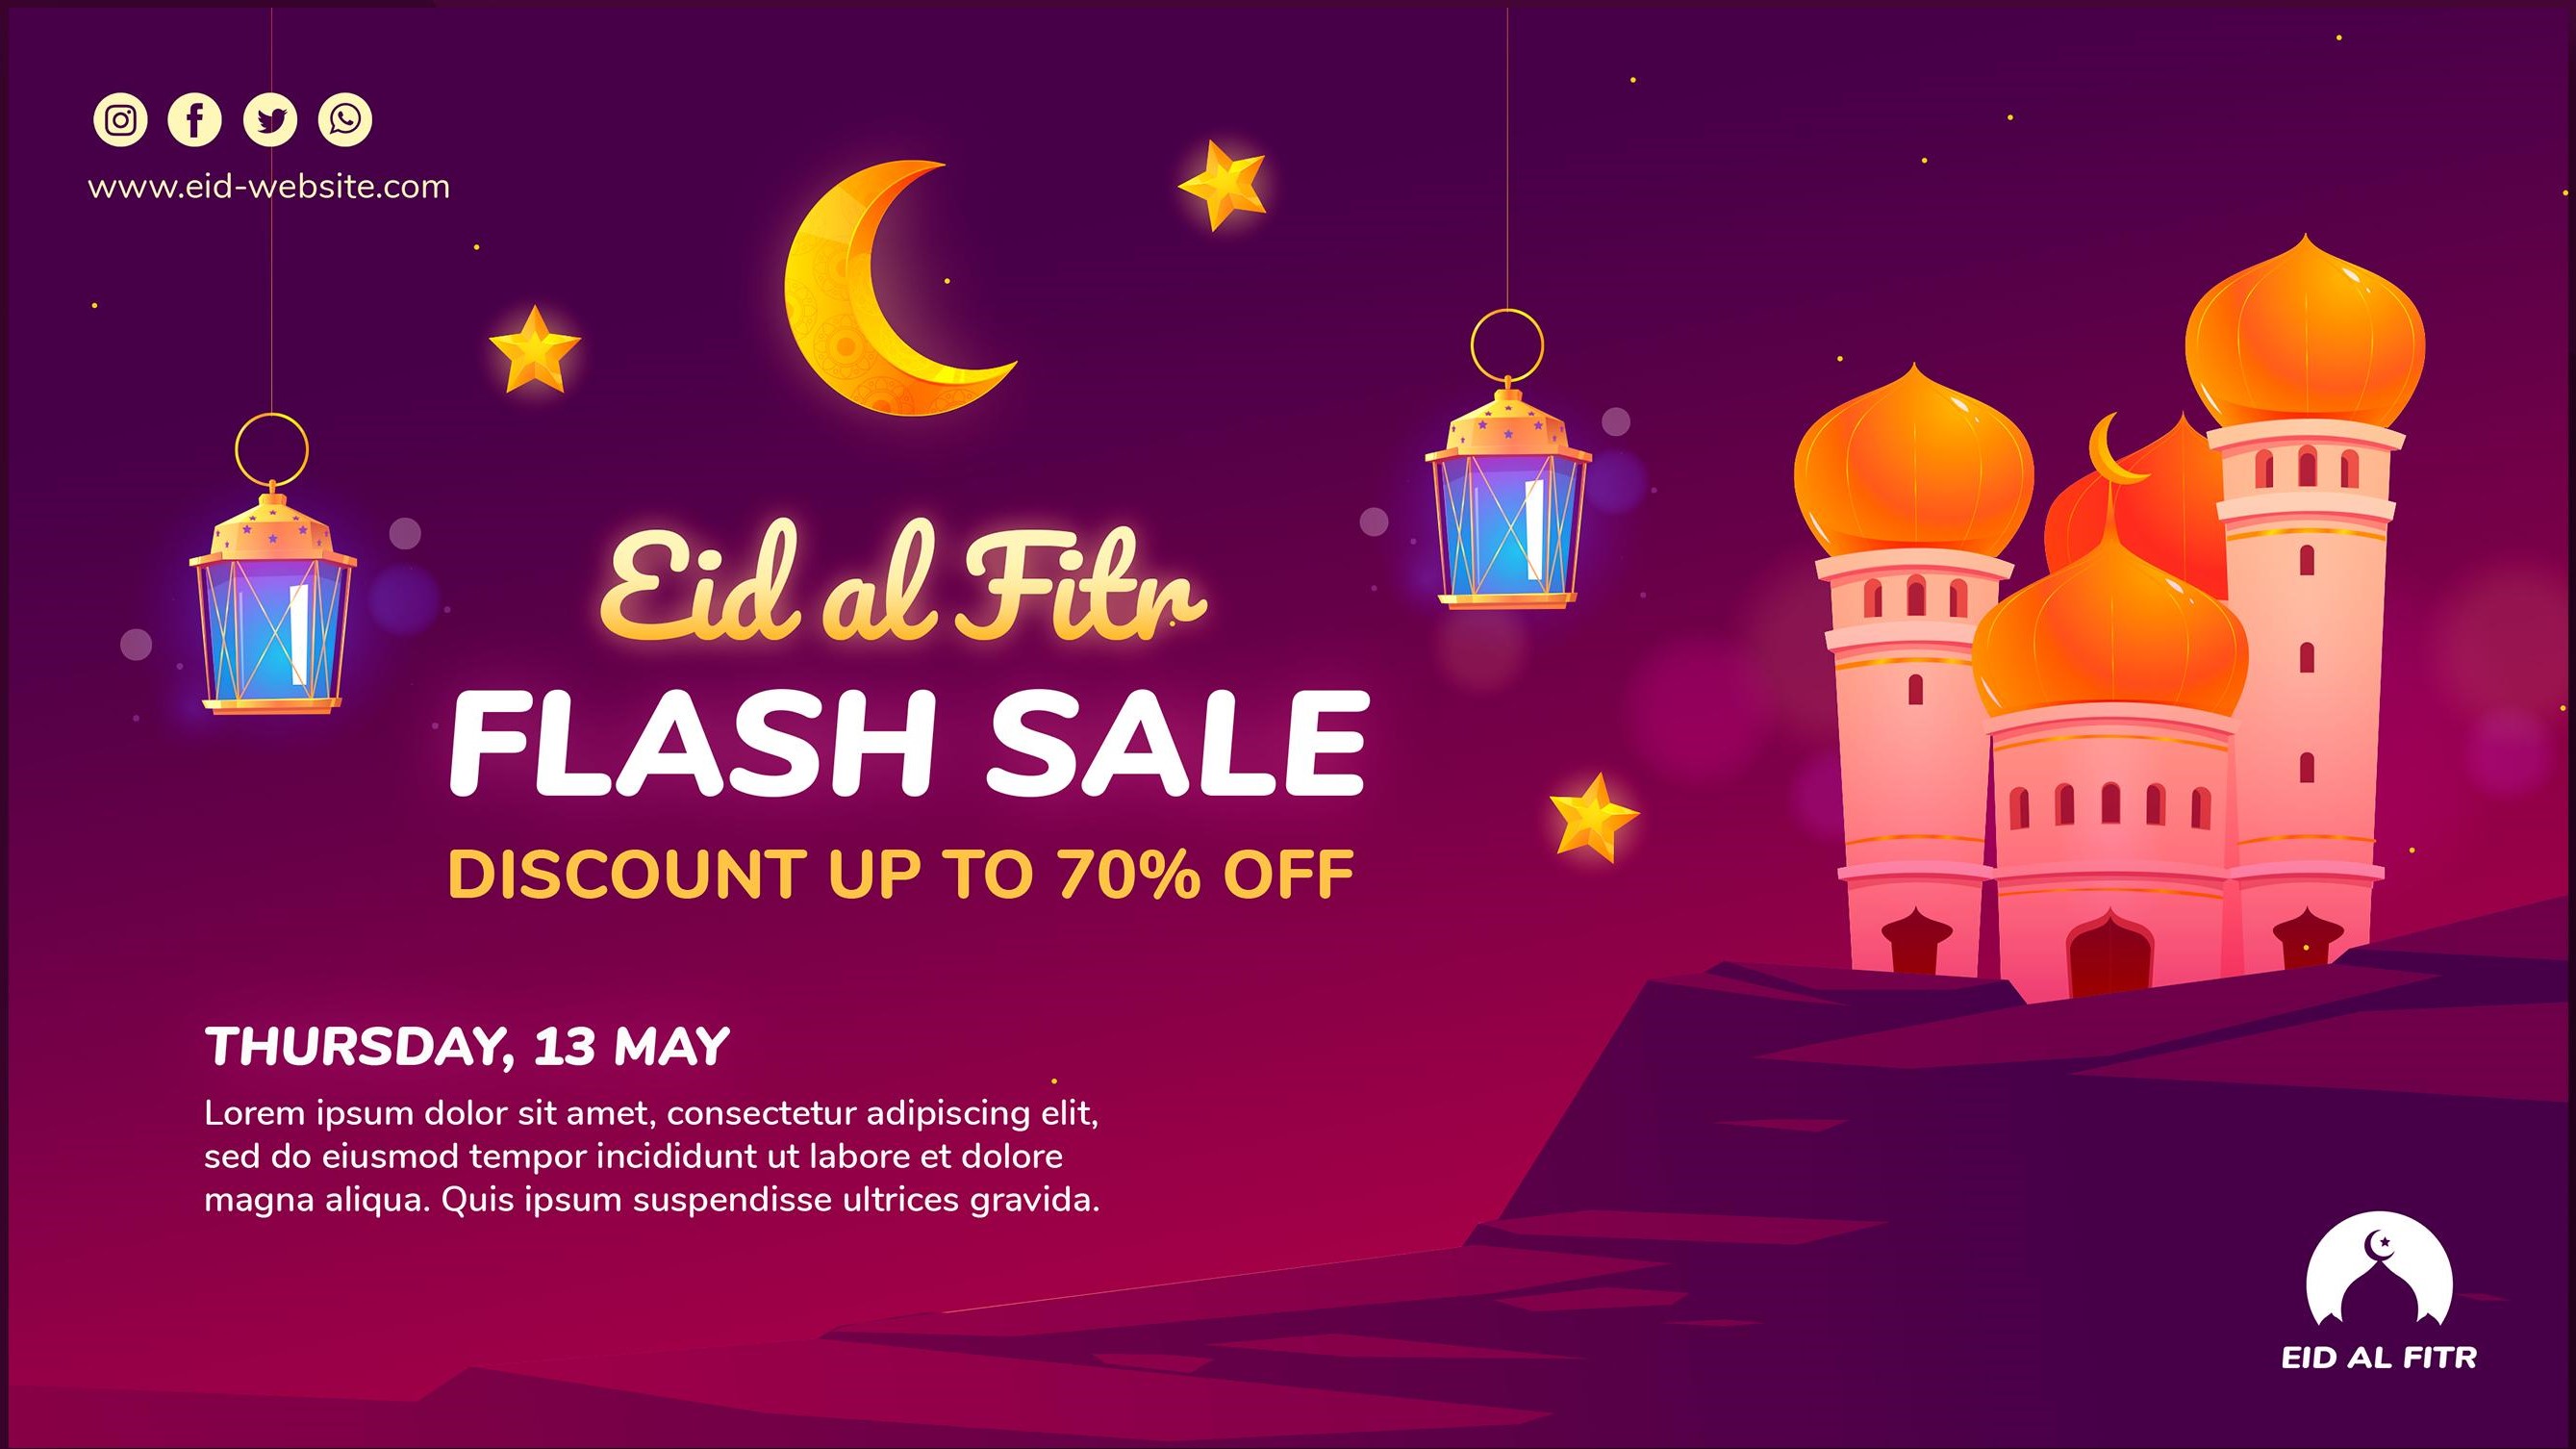 www.eid-website.com
Eid al Fitr
FLASH SALE
DISCOUNT UP TO 70% OFF
THURSDAY, 13 MAY
Lorem ipsum dolor sit amet, consectetur adipiscing elit,
sed do eiusmod tempor incididunt ut labore et dolore
magna aliqua. Quis ipsum suspendisse ultrices gravida.
EID AL FITR